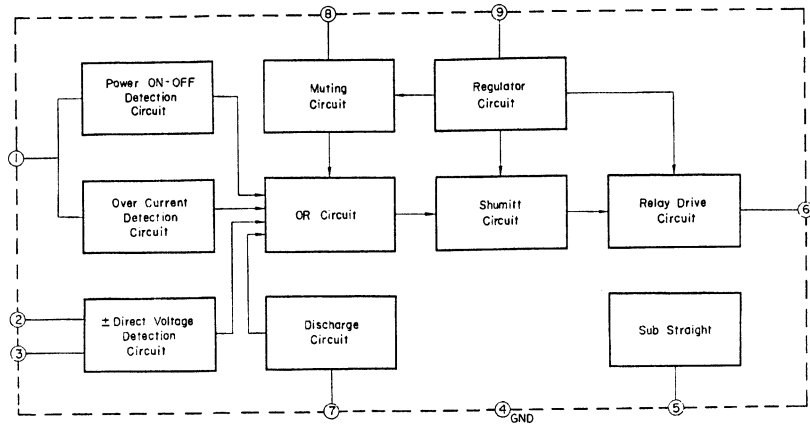 8
9
Power ON-OFF
Detection
Circuit
Muting
Circuit
Regulator
Circuit
1
Over Current
Detection
Circuit
OR Circuit
Shumitt
Circuit
Relay Drive
Circuit
6
2
3
± Direct Voltage
Detection
Circuit
Discharge
Circuit
Sub Straight
7
4
GND
5